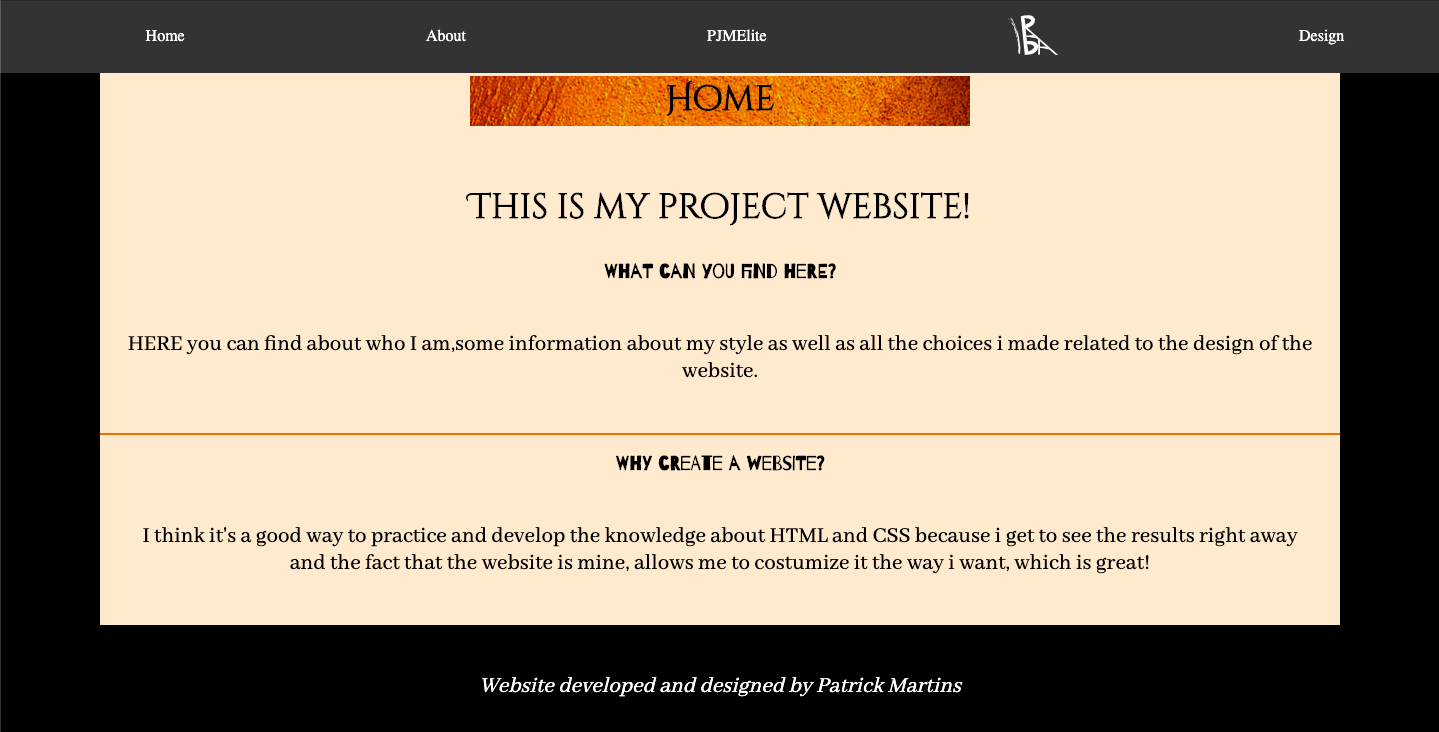 Home About PJMElite Design
Home
This is my project website!
What can you find here?
HERE you can find about who I am,some information about my style as well as all the choices i made related to the design of the
website.
Why create a website?
I think it's a good way to practice and develop the knowledge about HTML and CSS because i get to see the results right away
and the fact that the website is mine, allows me to costumize it the way i want, which is great!
Website developed and designed by Patrick Martins